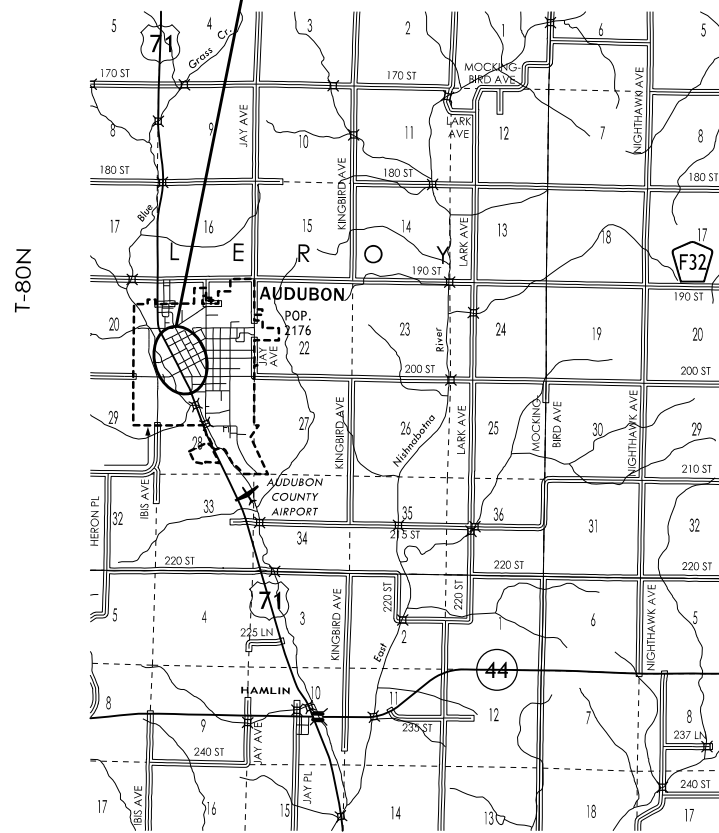 5
4
3
2
1
6
5
71
Grass Cr.
MOCKING-
BIRD AVE
170 ST
170 ST
JAY AVE
NIGHTHAWK AVE
8
9
10
11
LARK
AVE
12
7
8
180 ST
KINGBIRD AVE
180 ST
180 ST
Blue
17
16
15
14
13
18
17
LARK AVE
L E R O Y
F32
190 ST
190 ST
T-80N
AUDUBON
POP.
2176
20
JAY
AVE
22
23
River
24
19
20
200 ST
200 ST
29
28
27
KINGBIRD AVE
26
Nishnabotna
LARK AVE
25
MOCKING
BIRD AVE
30
NIGHTHAWK AVE
29
210 ST
HERON PL
IBIS AVE
AUDUBON
COUNTY
AIRPORT
32
33
34
35
215 ST
36
31
32
220 ST
220 ST
220 ST
71
220 ST
220 ST
5
4
3
KINGBIRD AVE
2
1
6
NIGHTHAWK AVE
5
225 LN
East
44
HAMLIN
8
9
10
11
12
7
8
235 ST
237 LN
240 ST
JAY AVE
240 ST
IBIS AVE
JAY PL
17
16
15
14
13
18
17